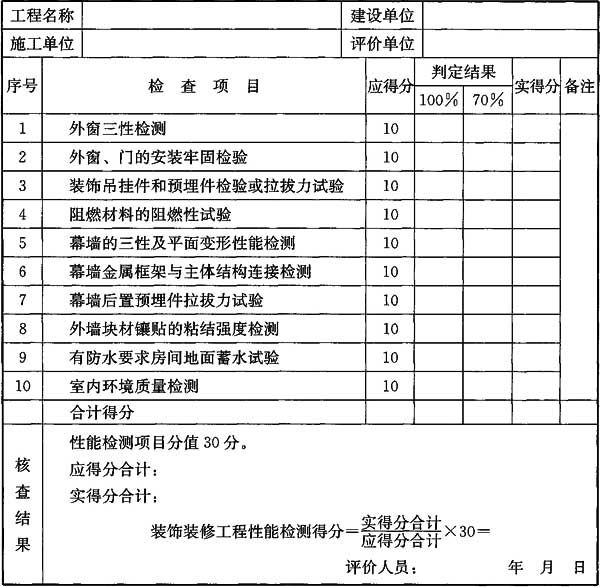 工程名称 建设单位
施工单位 评价单位
序号 检查项目 应得分 判定结果 实得分 备注
100% 70%
1 外窗三性检测 10
2 外窗、门的安装牢固检验 10
3 装饰吊挂件和预埋件检验或拉拔力试验 10
4 阻燃材料的阻燃性试验 10
5 幕墙的三性及平面变形性能检测 10
6 幕墙金属框架与主体结构连接检测 10
7 幕墙后置预埋件拉拔力试验 10
8 外墙块材镶贴的粘结强度检测 10
9 有防水要求房间地面蓄水试验 10
10 室内环境质量检测 10
合计得分
核查结果
性能检测项目分值30分。
应得分合计:
实得分合计:
装饰装修工程性能检测得分=实得分合计/应得分合计×30=
评价人员: 年 月 日